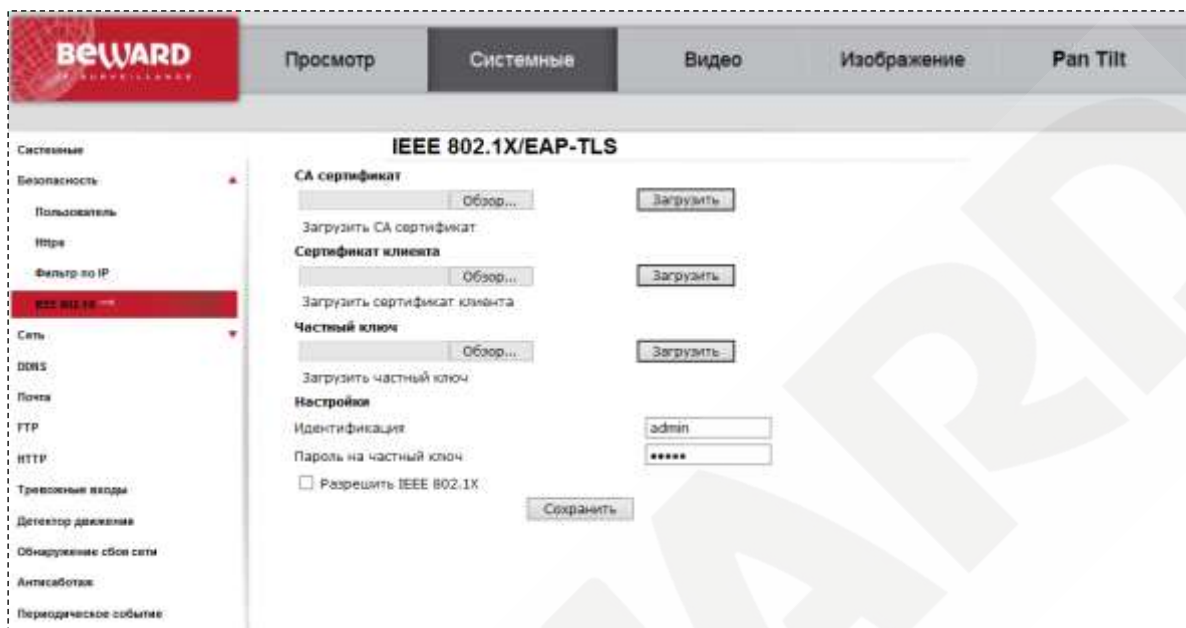 BEWARD
Просмотр
Системные
Видео
Изображение
Pan Tilt
Системные
Безопасность
Пользователь
Https
Фильтр по IP
IEEE 802.1X
Сеть
DDNS
Почта
FTP
HTTP
Тревожные входы
Детектор движения
Обнаружение сбоя сети
Антисаботаж
Периодическое событие
IEEE 802.1X/EAP-TLS
CA сертификат
Обзор...
Загрузить
Загрузить CA сертификат
Сертификат клиента
Обзор...
Загрузить
Загрузить сертификат клиента
Частный ключ
Обзор...
Загрузить
Загрузить частный ключ
Настройки
Идентификация
admin
Пароль на частный ключ
•••••
Разрешить IEEE 802.1X
Сохранить